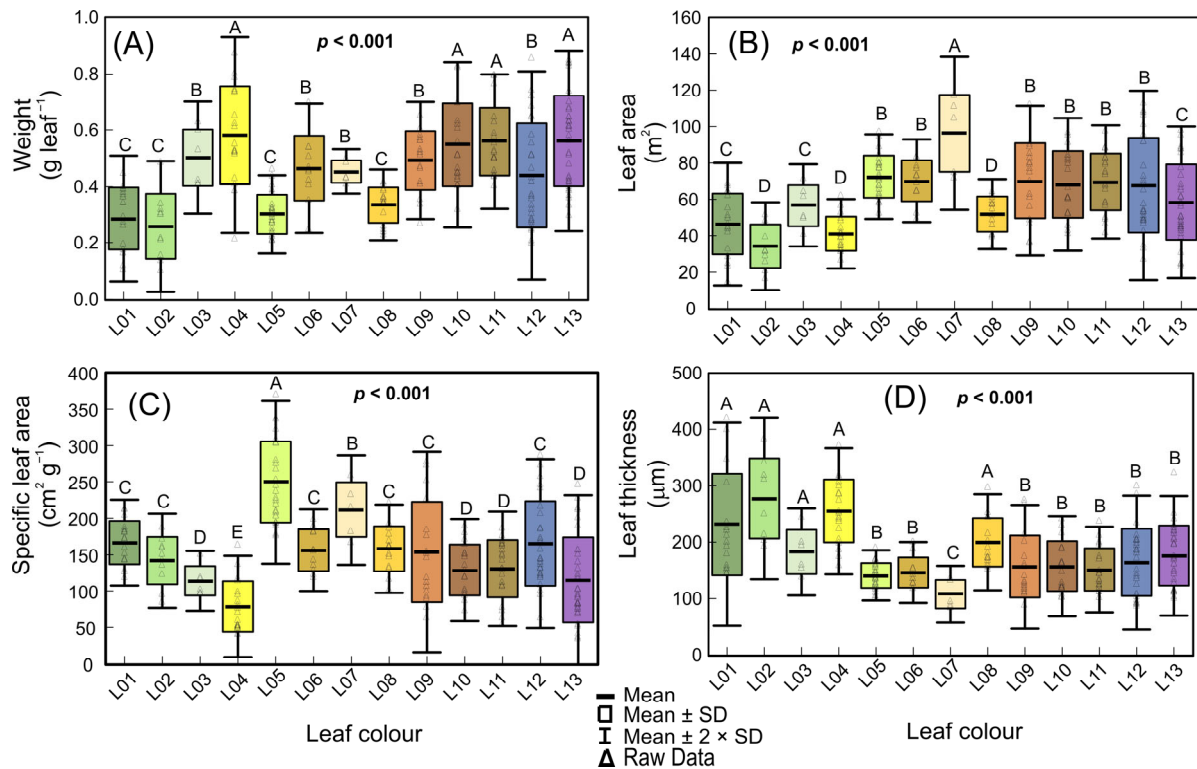 (A)
p < 0.001
Weight
(g leaf⁻¹)
1.0
0.8
0.6
0.4
0.2
0.0
C C B A C B B C B A A B A
L01 L02 L03 L04 L05 L06 L07 L08 L09 L10 L11 L12 L13
(B)
p < 0.001
Leaf area
(m²)
160
140
120
100
80
60
40
20
0
C D C D B B A D B B B B C
L01 L02 L03 L04 L05 L06 L07 L08 L09 L10 L11 L12 L13
(C)
p < 0.001
Specific leaf area
(cm² g⁻¹)
400
350
300
250
200
150
100
50
0
C C D E A C B C C D D C D
L01 L02 L03 L04 L05 L06 L07 L08 L09 L10 L11 L12 L13
Leaf colour
(D)
p < 0.001
Leaf thickness
(µm)
500
400
300
200
100
0
A A A A B B C A B B B B B
L01 L02 L03 L04 L05 L06 L07 L08 L09 L10 L11 L12 L13
Leaf colour
Mean
Mean ± SD
Mean ± 2 × SD
Raw Data